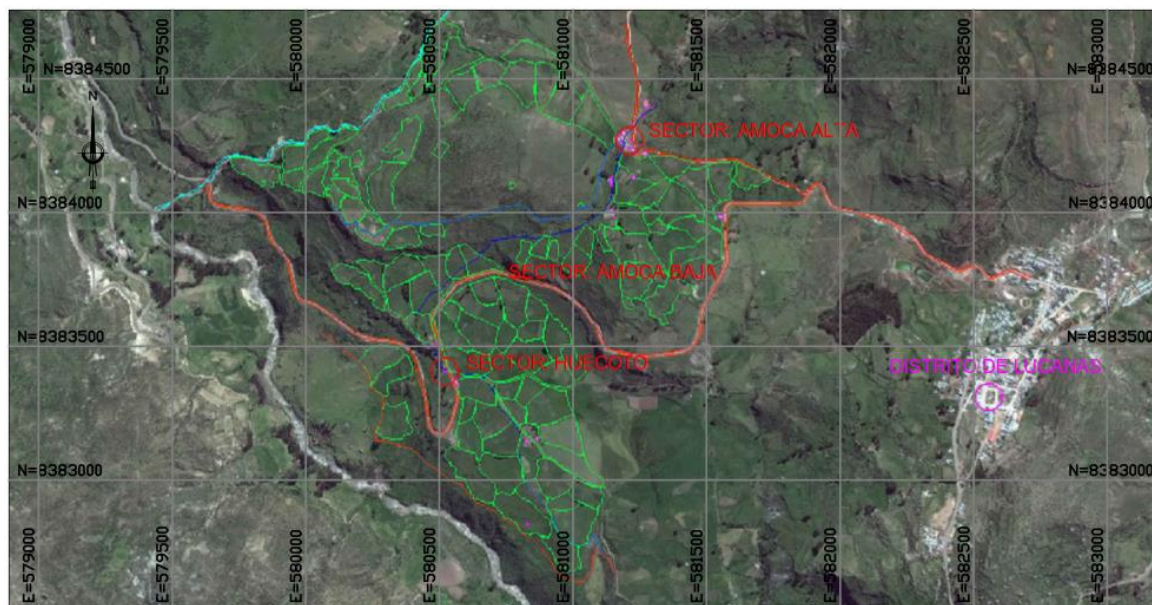 E=579000
E=579500
E=580000
E=580500
E=581000
E=581500
E=582000
E=582500
E=583000
N=8384500
N=8384500
N
SECTOR: AMOCA ALTA
N=8384000
N=8384000
SECTOR: AMOCA BAJA
N=8383500
N=8383500
SECTOR: HUECOTO
DISTRITO DE LUCANAS
N=8383000
N=8383000
E=579000
E=579500
E=580000
E=580500
E=581000
E=581500
E=582000
E=582500
E=583000